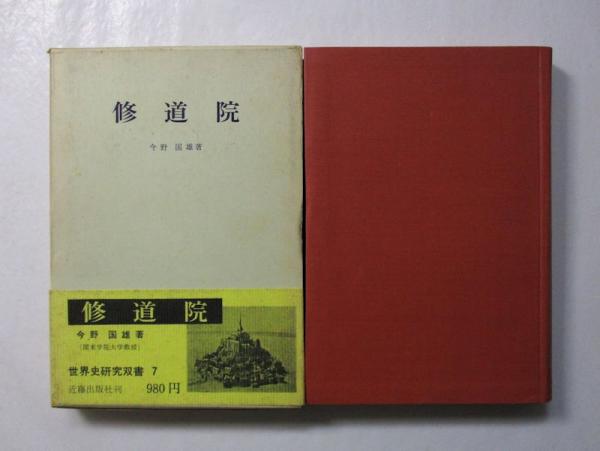 修道院
今野 国雄著
修道院
今野 国雄著
(関東学院大学教授)
世界史研究双書 7
近藤出版社刊 980円